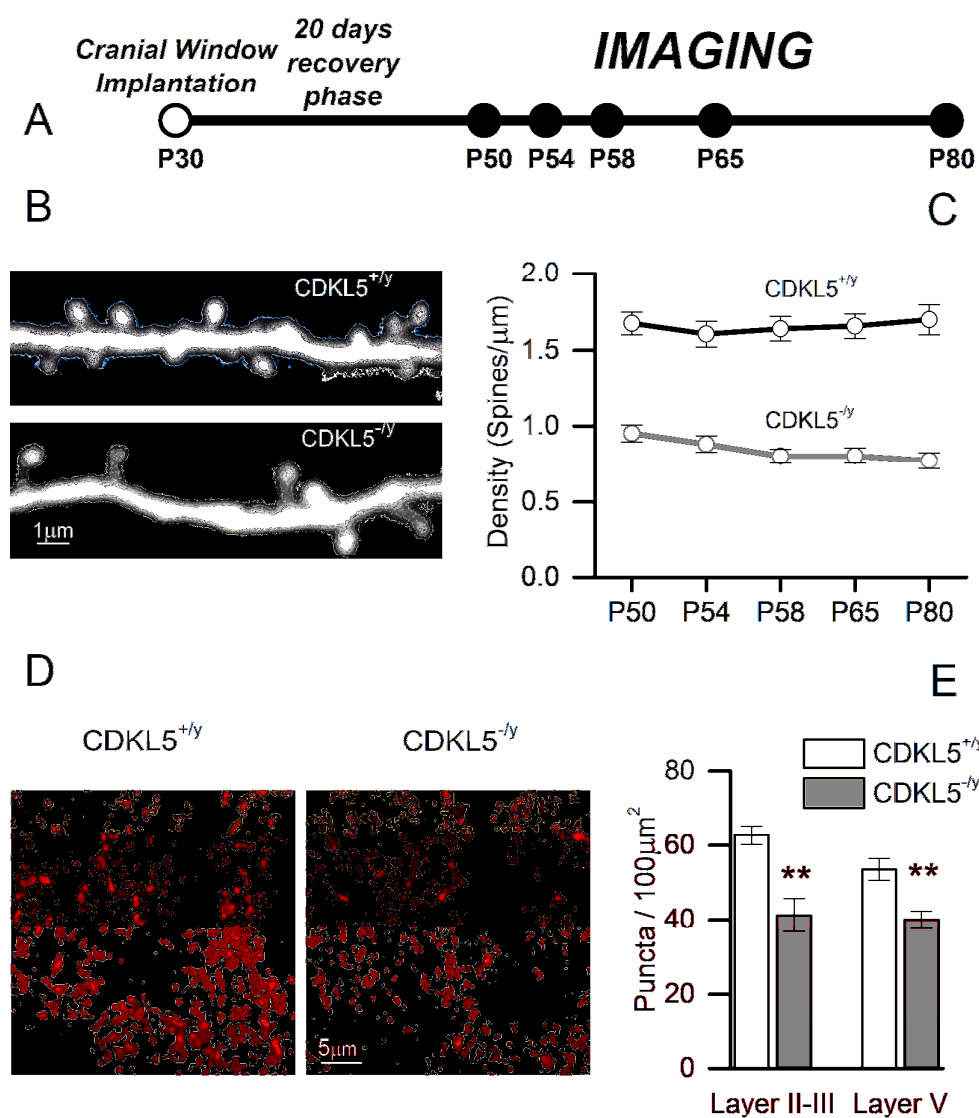 Cranial Window
Implantation
20 days
recovery
phase
IMAGING
A
P30
P50
P54
P58
P65
P80
B
C
CDKL5+/y
CDKL5-/y
1µm
Density (Spines/µm)
2.0
1.5
1.0
0.5
0.0
CDKL5+/y
CDKL5-/y
P50
P54
P58
P65
P80
D
E
CDKL5+/y
CDKL5-/y
5µm
CDKL5+/y
CDKL5-/y
Puncta / 100µm2
80
60
40
20
0
**
**
Layer II-III
Layer V